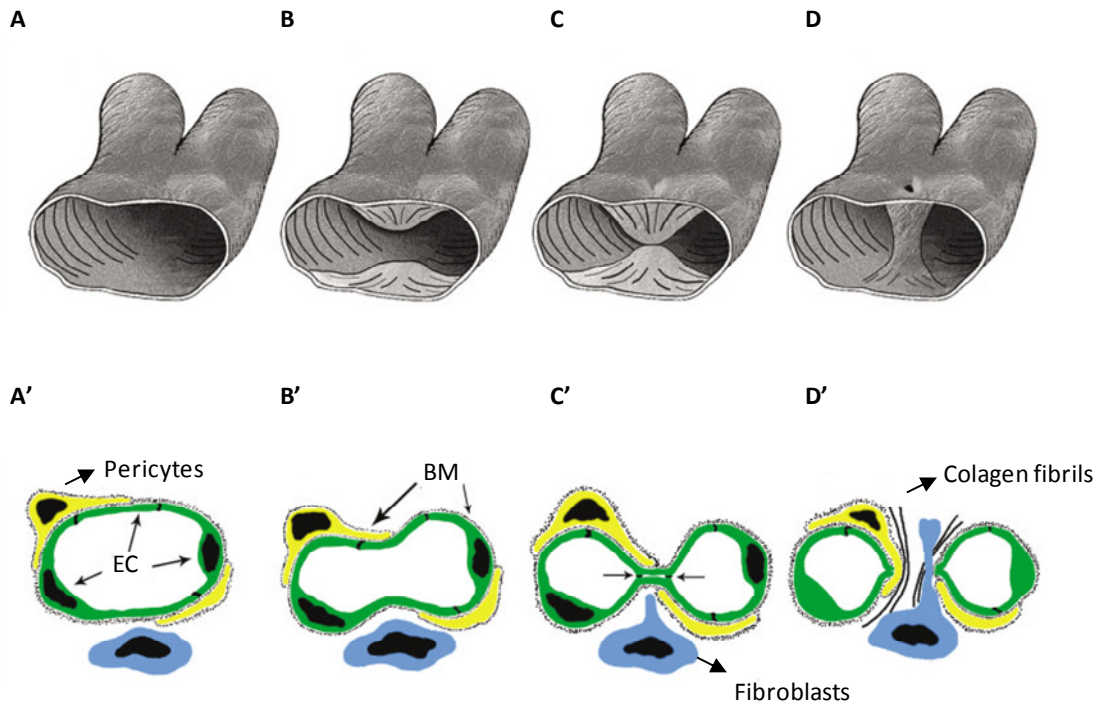 A B C D
A’ B’ C’ D’
Pericytes
BM
Colagen fibrils
EC
Fibroblasts